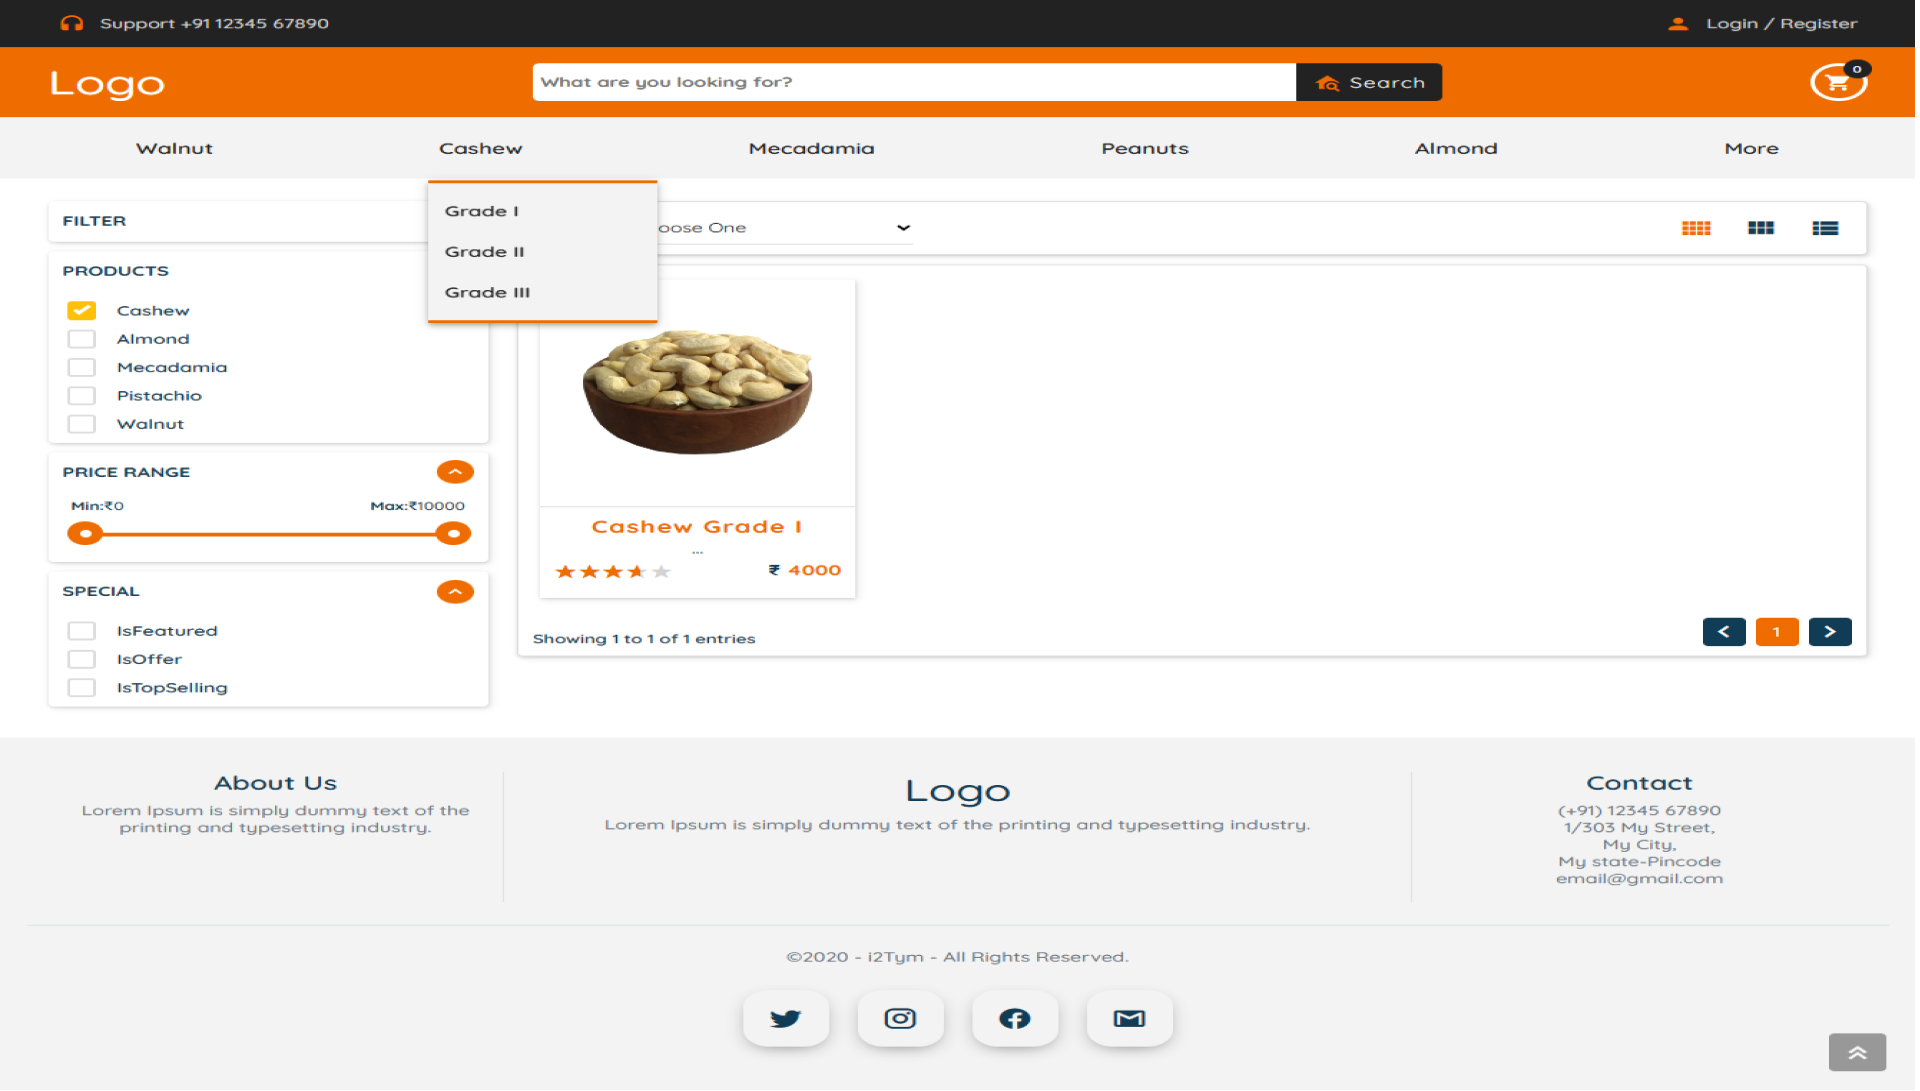 Support +91 12345 67890
Login / Register
Logo
What are you looking for?
Search
0
Walnut
Cashew
Mecadamia
Peanuts
Almond
More
Grade I
Grade II
Grade III
FILTER
oose One
PRODUCTS
Cashew
Almond
Mecadamia
Pistachio
Walnut
PRICE RANGE
Min:₹0
Max:₹10000
SPECIAL
IsFeatured
IsOffer
IsTopSelling
Cashew Grade I
...
₹ 4000
Showing 1 to 1 of 1 entries
< 1 >
About Us
Lorem Ipsum is simply dummy text of the
printing and typesetting industry.
Logo
Lorem Ipsum is simply dummy text of the printing and typesetting industry.
Contact
(+91) 12345 67890
1/303 My Street,
My City,
My state-Pincode
email@gmail.com
©2020 - i2Tym - All Rights Reserved.